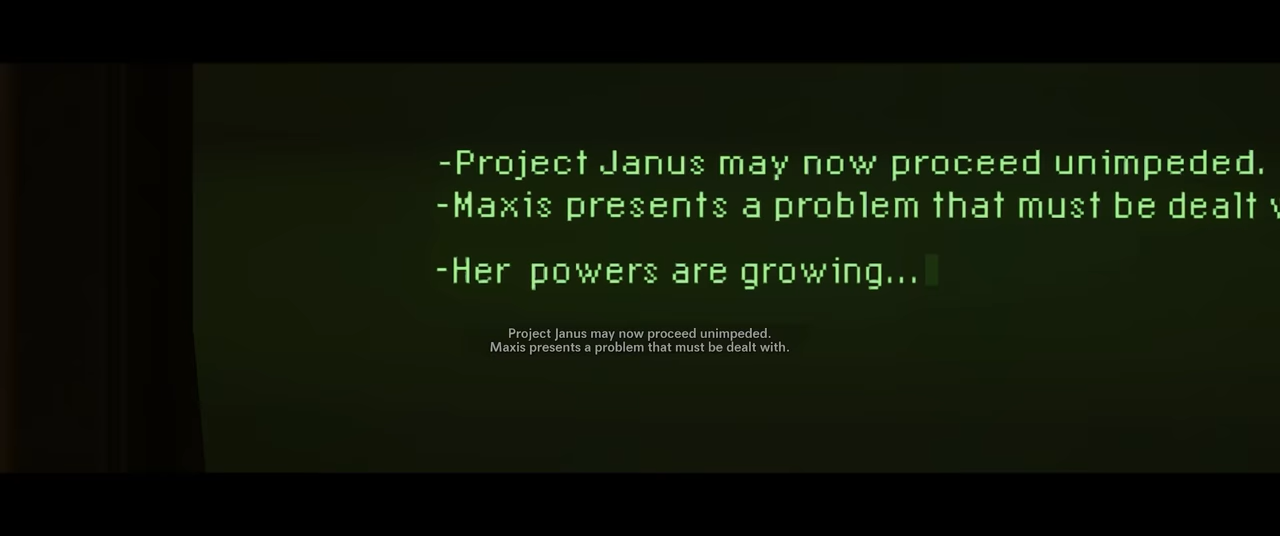 -Project Janus may now proceed unimpeded.
-Maxis presents a problem that must be dealt
-Her powers are growing...
Project Janus may now proceed unimpeded.
Maxis presents a problem that must be dealt with.